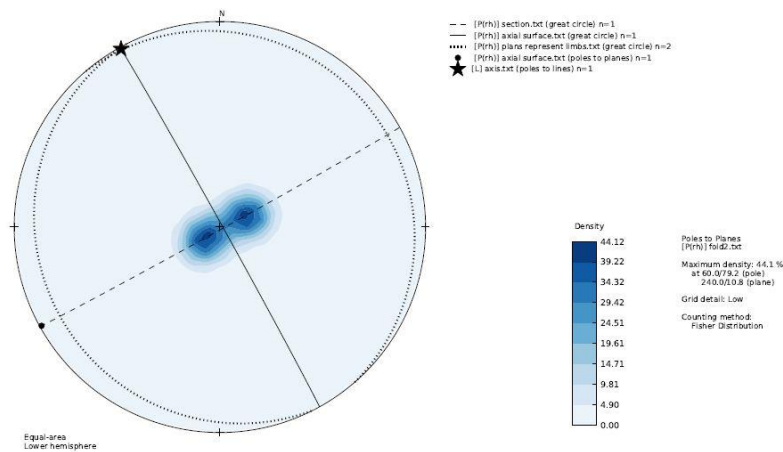 N
[P(rh)] section.txt (great circle) n=1
[P(rh)] axial surface.txt (great circle) n=1
[P(rh)] plans represent limbs.txt (great circle) n=2
[P(rh)] axial surface.txt (poles to planes) n=1
[L] axis.txt (poles to lines) n=1
Density
44.12
39.22
34.32
29.42
24.51
19.61
14.71
9.81
4.90
0.00
Poles to Planes
[P(rh)] fold2.txt
Maximum density: 44.1 %
at 60.0/79.2 (pole)
240.0/10.8 (plane)
Grid detail: Low
Counting method:
Fisher Distribution
Equal-area
Lower hemisphere